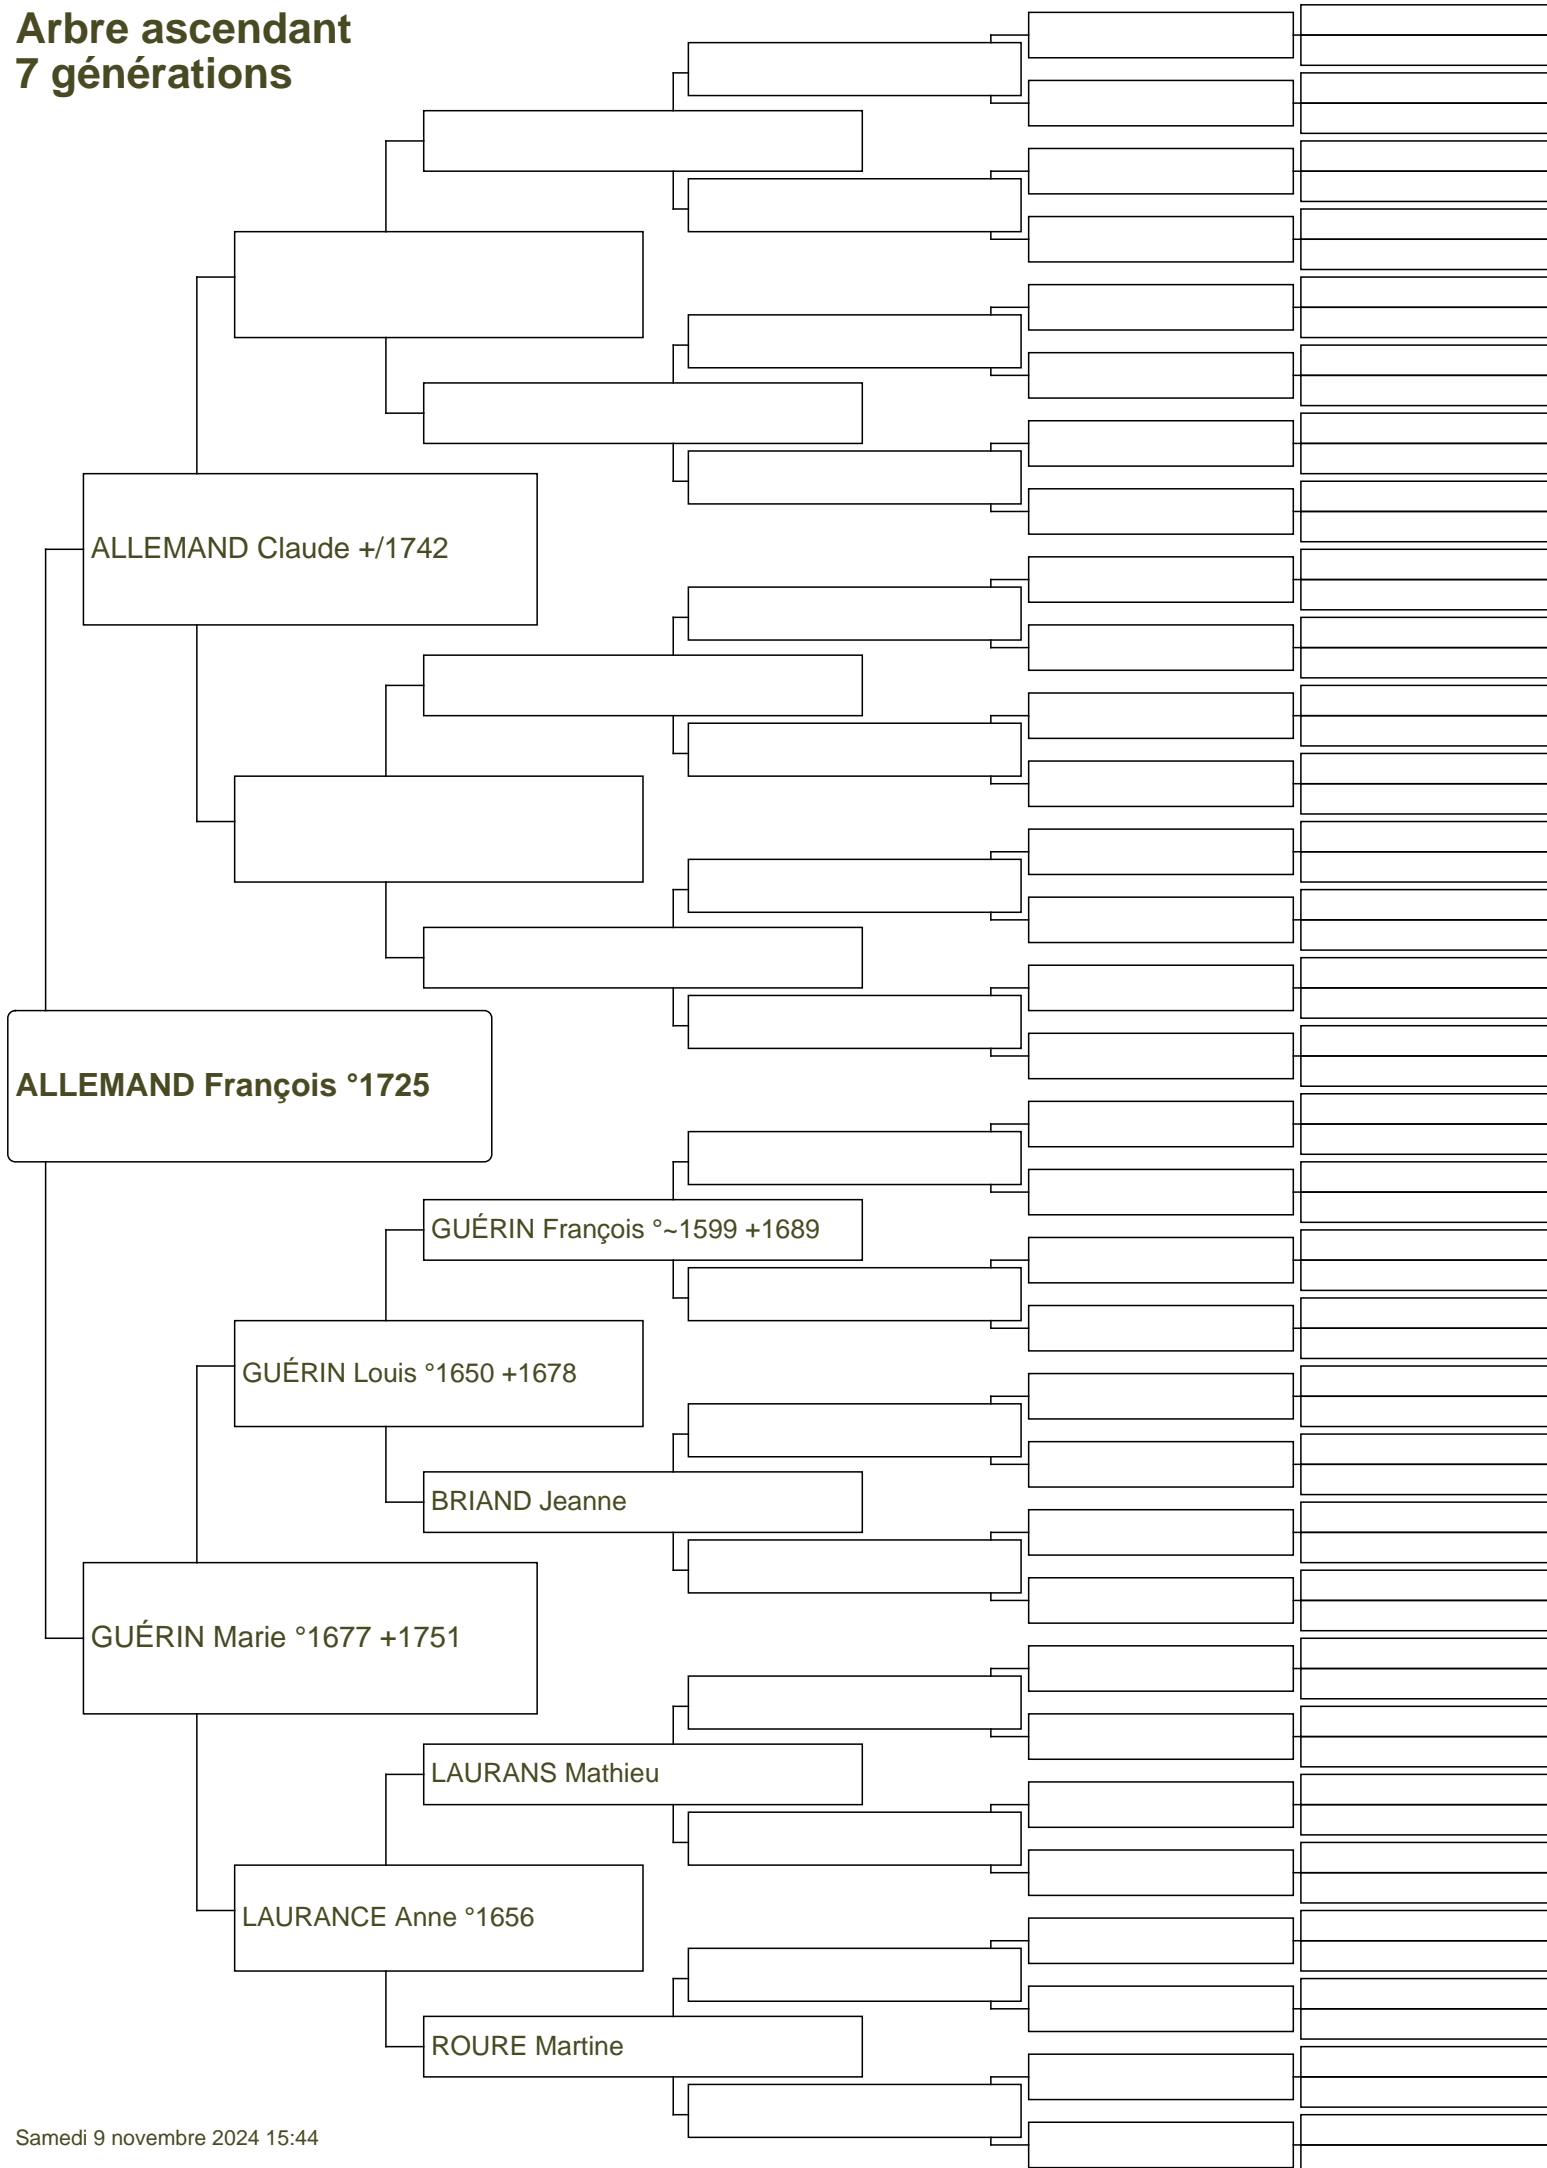 Arbre ascendant
7 générations
ALLEMAND Claude +/1742
ALLEMAND François °1725
GUÉRIN François °~1599 +1689
GUÉRIN Louis °1650 +1678
BRIAND Jeanne
GUÉRIN Marie °1677 +1751
LAURANS Mathieu
LAURANCE Anne °1656
ROURE Martine
Samedi 9 novembre 2024 15:44